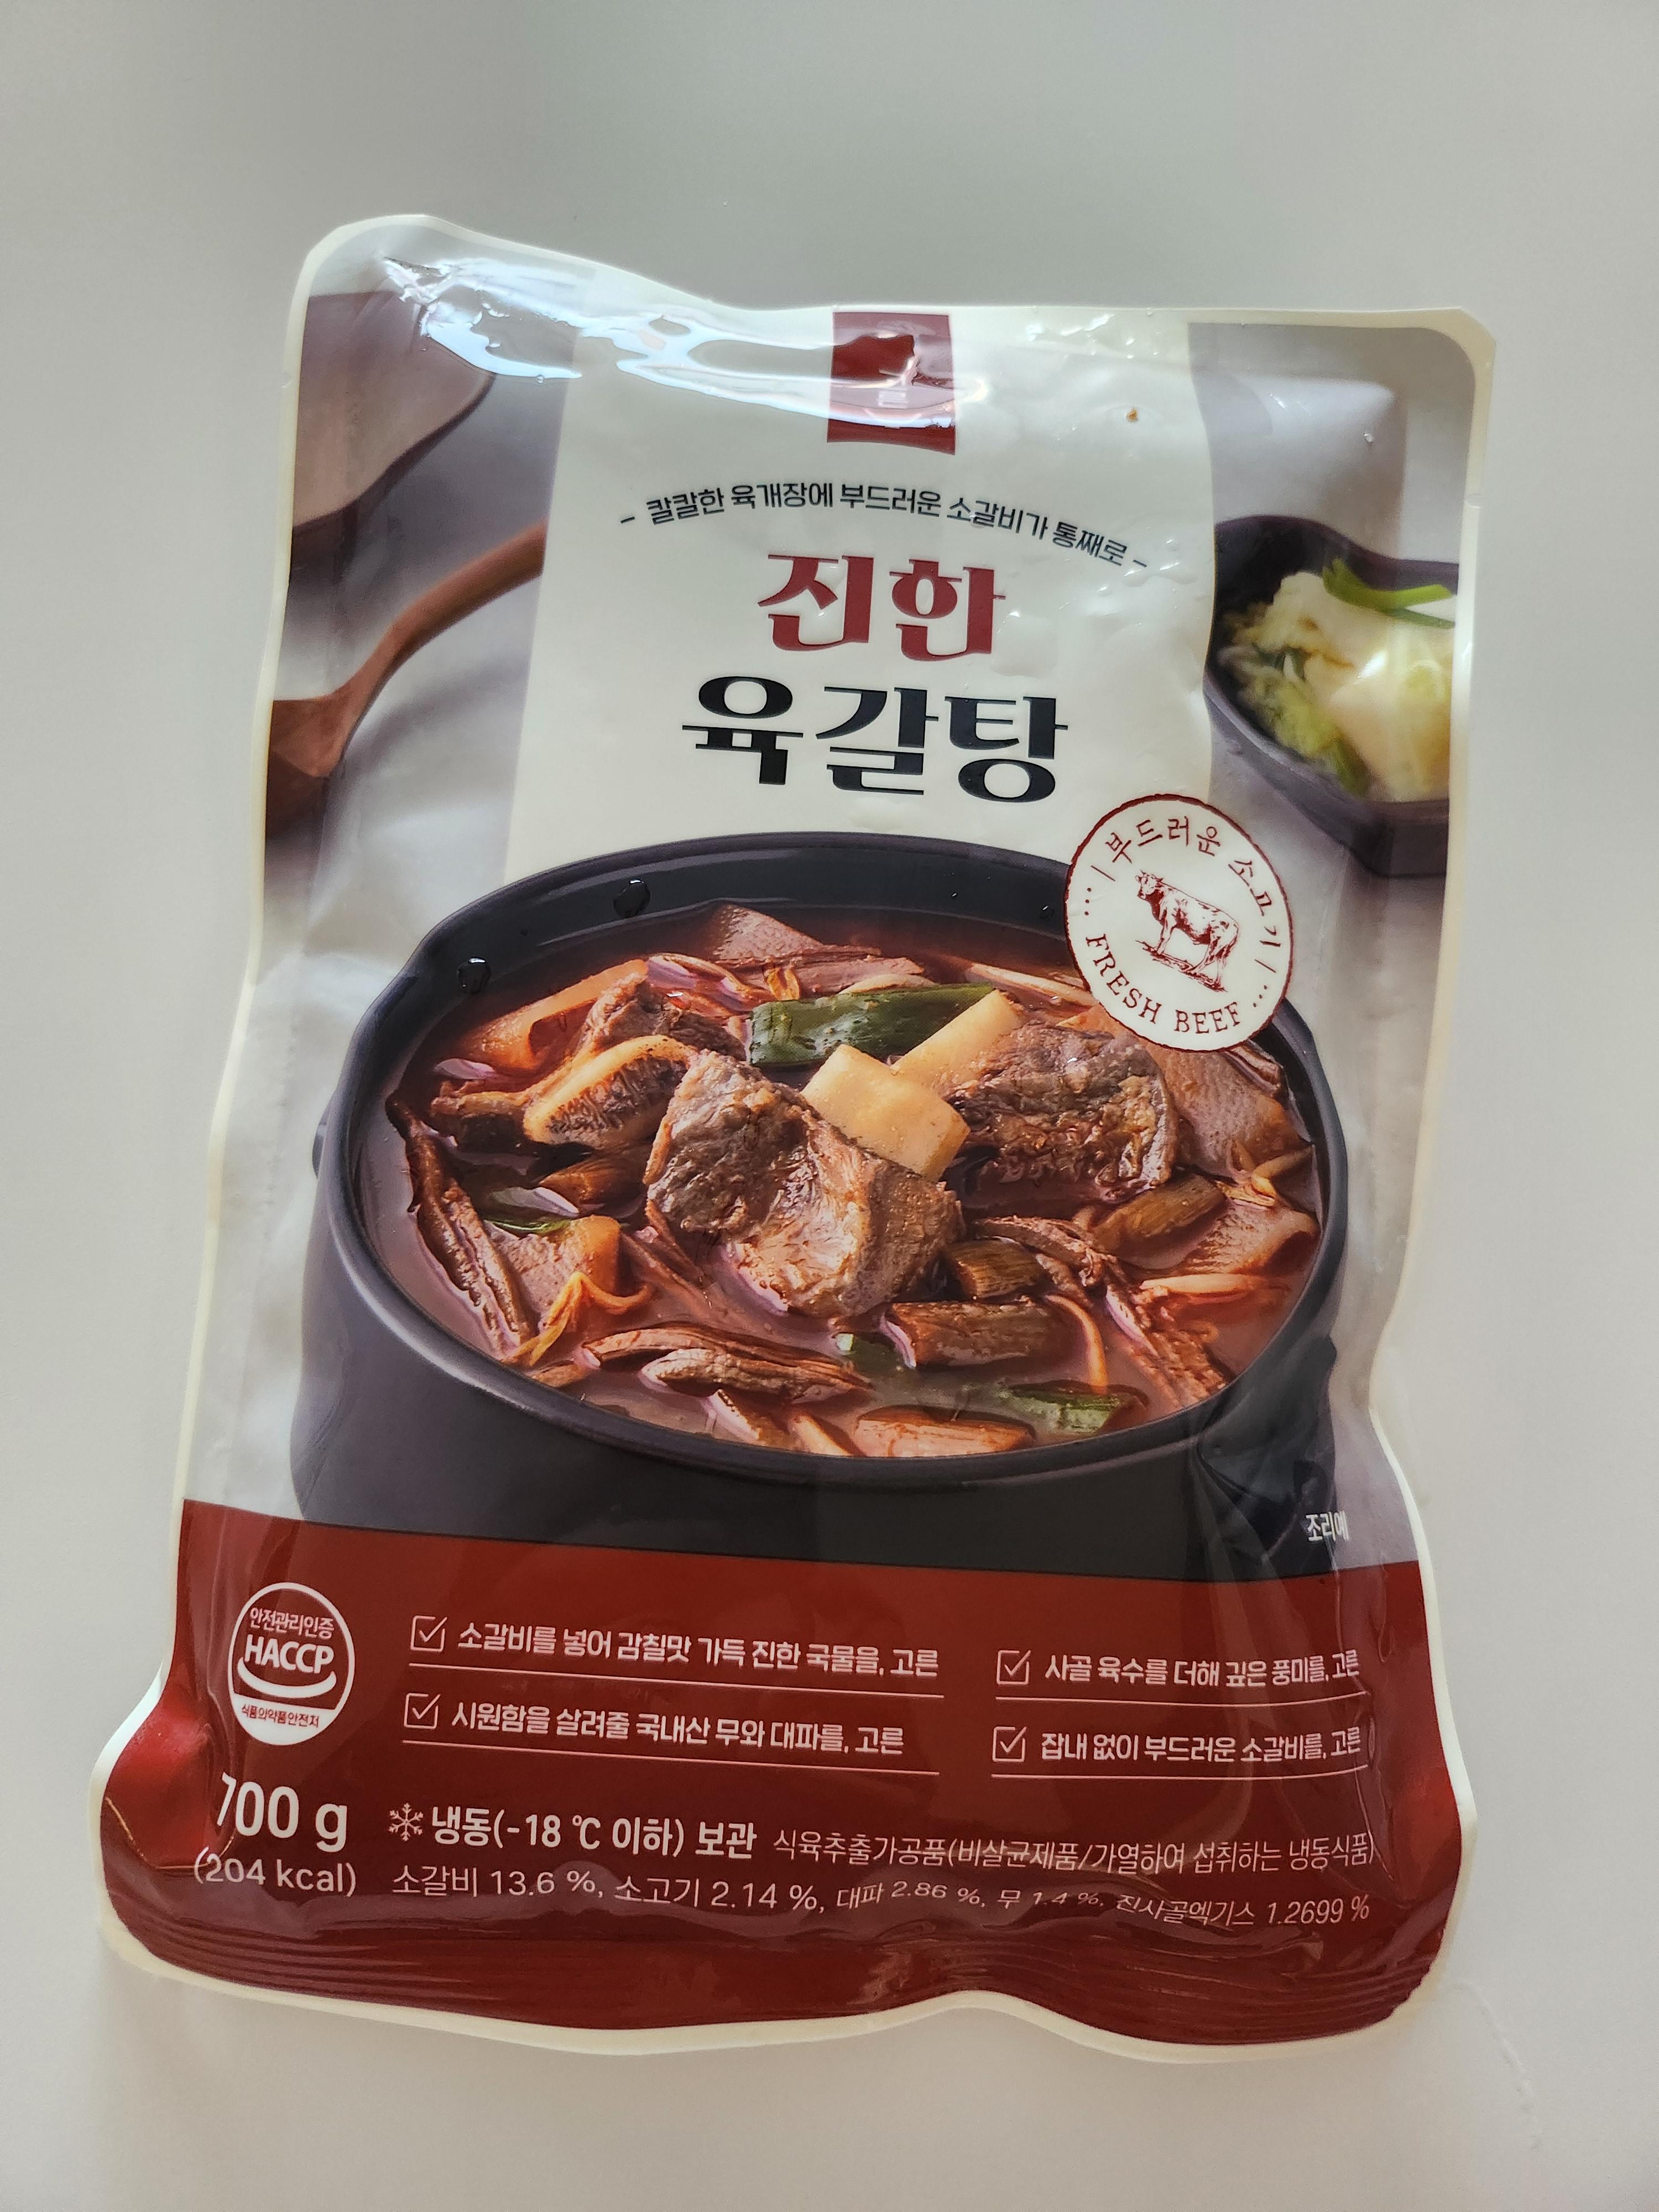 - 칼칼한 육개장에 부드러운 소갈비가 통째로 -
진한
육갈탕
부드러운 소고기
FRESH BEEF
조리예
안전관리인증
HACCP
식품의약품안전처
소갈비를 넣어 감칠맛 가득 진한 국물을, 고른
사골 육수를 더해 깊은 풍미를, 고른
시원함을 살려줄 국내산 무와 대파를, 고른
잡내 없이 부드러운 소갈비를, 고른
700 g
(204 kcal)
냉동(-18 ℃ 이하) 보관 식육추출가공품(비살균제품/가열하여 섭취하는 냉동식품)
소갈비 13.6 %, 소고기 2.14 %, 대파 2.86 %, 무 1.4 %, 진사골엑기스 1.2699 %